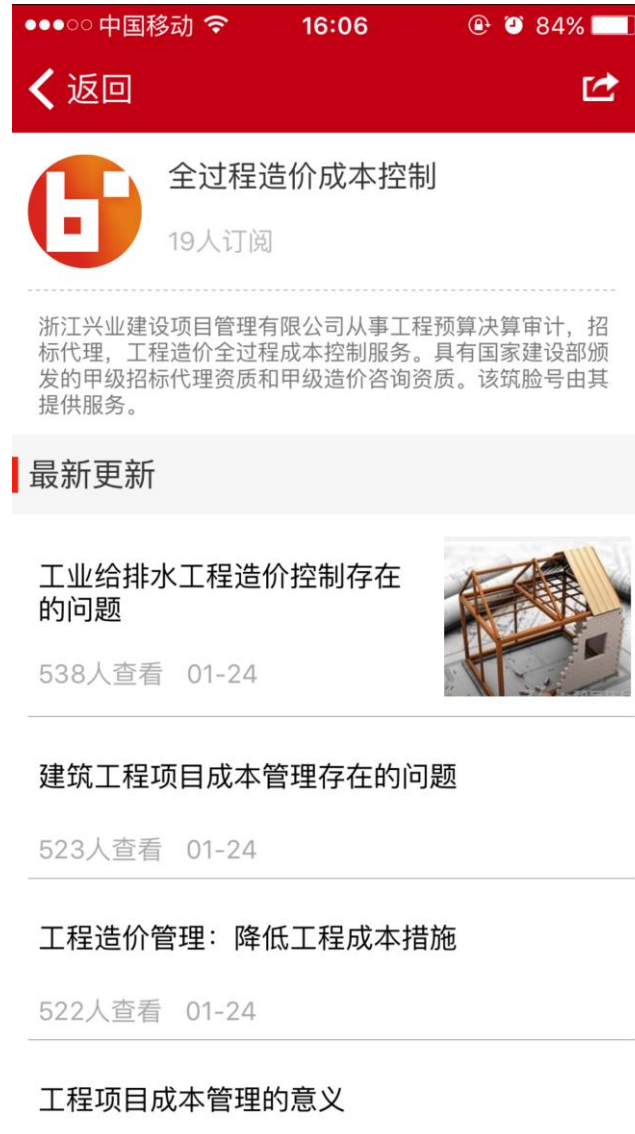 中国移动 16:06 84%
返回
全过程造价成本控制
19人订阅
浙江兴业建设项目管理有限公司从事工程预算决算审计，招
标代理，工程造价全过程成本控制服务。具有国家建设部颁
发的甲级招标代理资质和甲级造价咨询资质。该筑脸号由其
提供服务。
最新更新
工业给排水工程造价控制存在
的问题
538人查看 01-24
建筑工程项目成本管理存在的问题
523人查看 01-24
工程造价管理：降低工程成本措施
522人查看 01-24
工程项目成本管理的意义